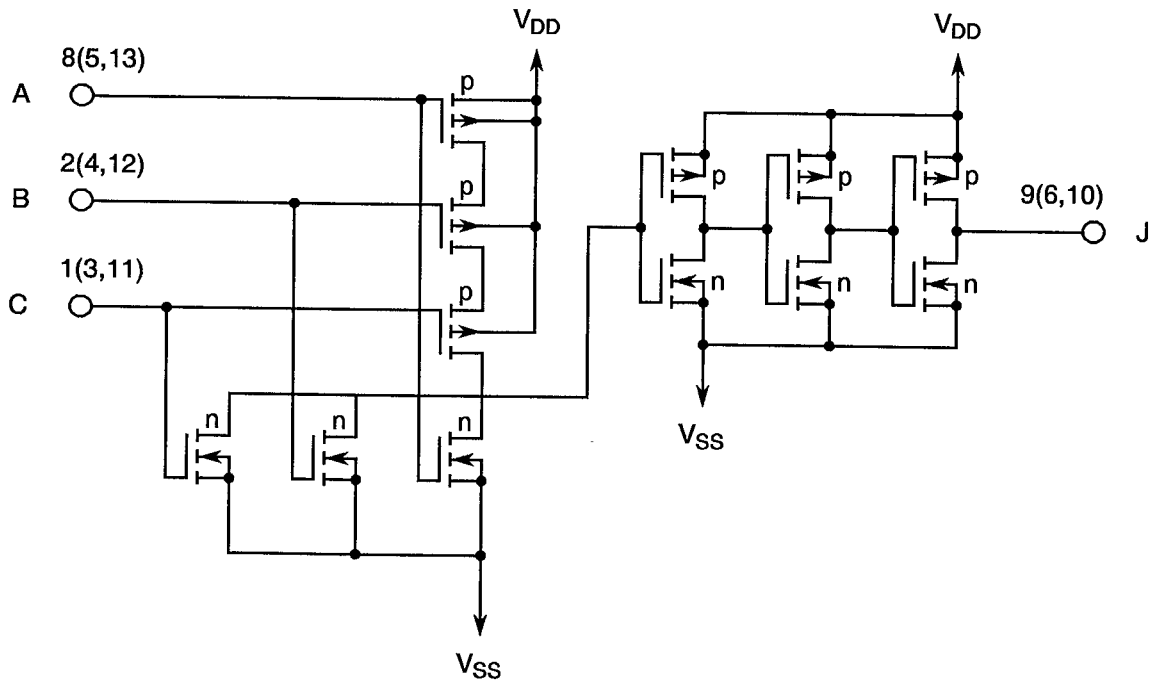 V_DD
8(5,13)
A
p
2(4,12)
B
p
1(3,11)
C
p
n
n
n
V_SS
V_DD
p
p
p
9(6,10)
J
n
n
n
V_SS